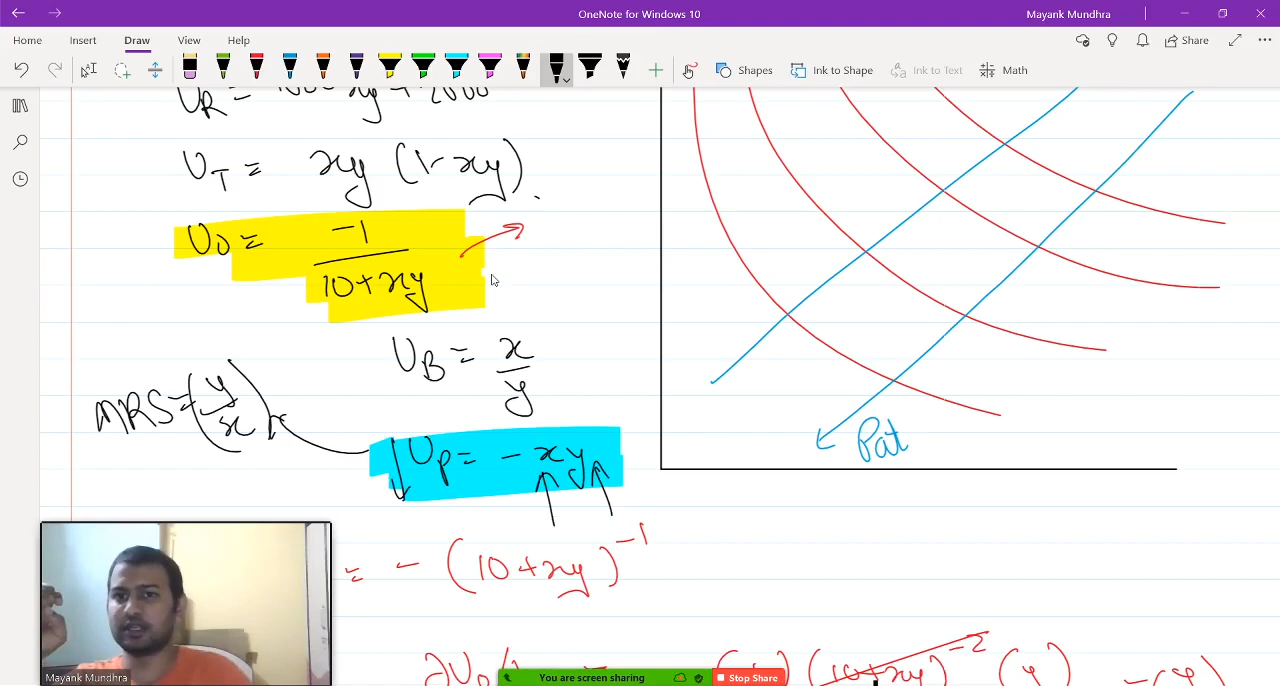 OneNote for Windows 10
Mayank Mundhra
Home Insert Draw View Help
Share
Shapes Ink to Shape Ink to Text Math
U_T = xy (1-xy).
U_D = -1 / (10+xy)
U_B = x / y
MRS = (y / x)
U_P = - xy
Pat
= - (10+xy)^-1
Mayank Mundhra
You are screen sharing Stop Share